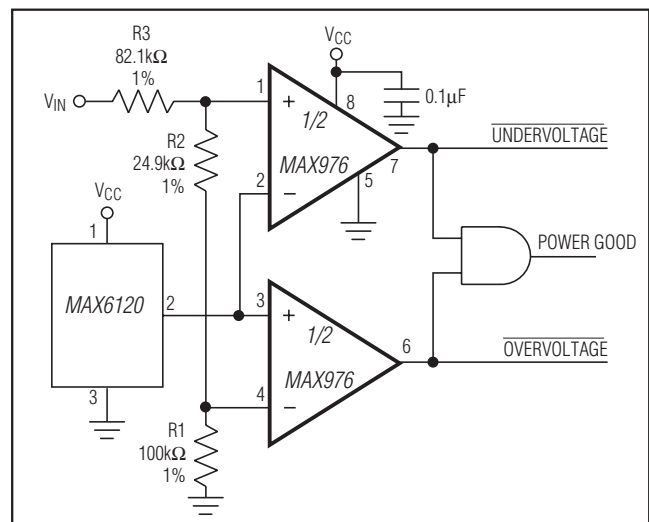 R3
82.1kΩ
1%
VIN
R2
24.9kΩ
1%
VCC
1
MAX6120
2
3
R1
100kΩ
1%
VCC
0.1µF
1
+
1/2
MAX976
2
−
8
7
5
3
+
1/2
MAX976
4
−
6
UNDERVOLTAGE
POWER GOOD
OVERVOLTAGE